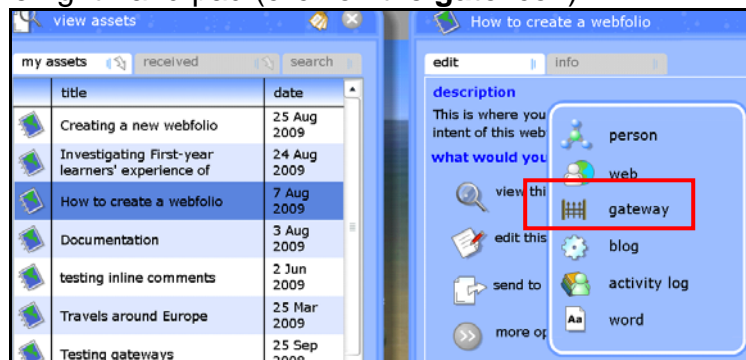 view assets
my assets received search
title date
Creating a new webfolio 25 Aug 2009
Investigating First-year learners' experience of 24 Aug 2009
How to create a webfolio 7 Aug 2009
Documentation 3 Aug 2009
testing inline comments 2 Jun 2009
Travels around Europe 25 Mar 2009
Testing gateways 25 Sep
How to create a webfolio
edit info
description
This is where you
intent of this web
what would you
view thi
edit this
send to
more op
person
web
gateway
blog
activity log
Aa word